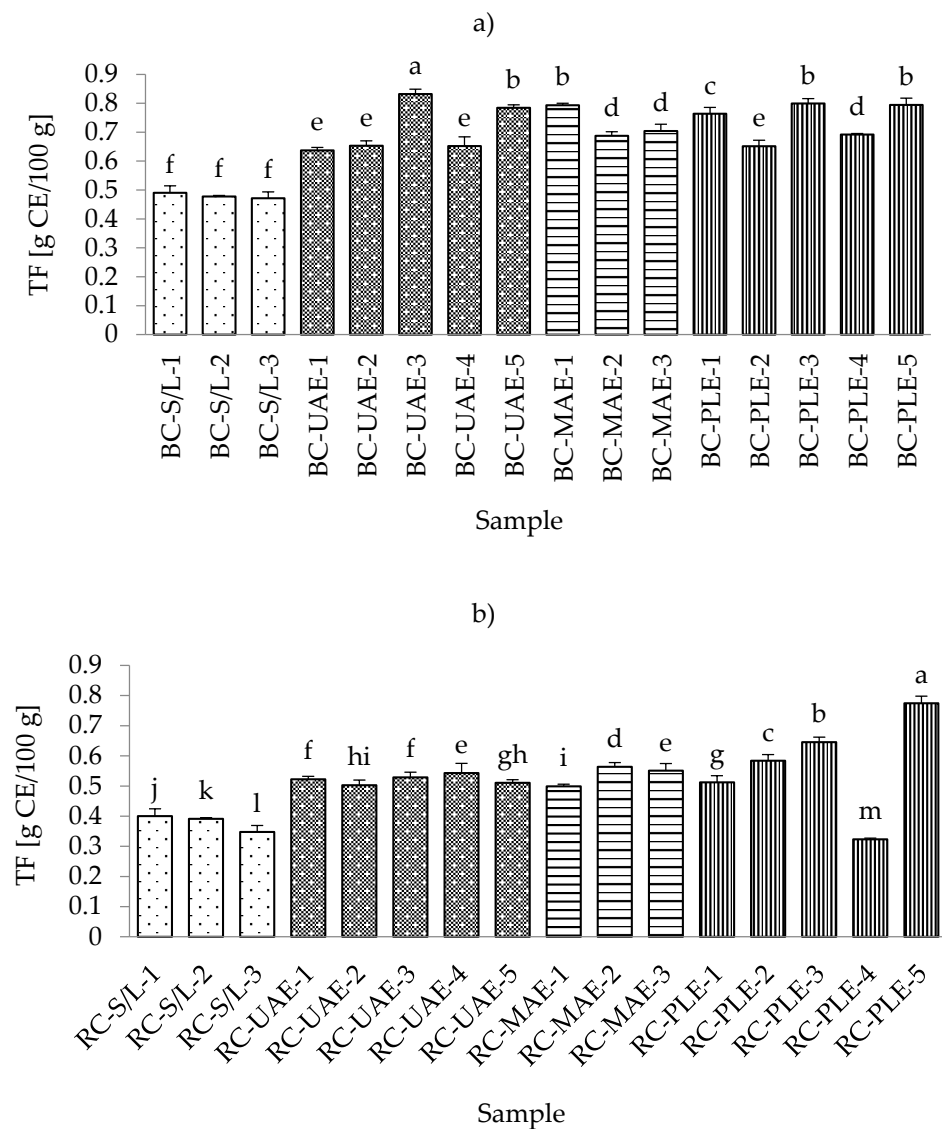 a)
TF [g CE/100 g]
0.9
0.8
0.7
0.6
0.5
0.4
0.3
0.2
0.1
0
f f f e e a e b b d d c e b d b
BC-S/L-1
BC-S/L-2
BC-S/L-3
BC-UAE-1
BC-UAE-2
BC-UAE-3
BC-UAE-4
BC-UAE-5
BC-MAE-1
BC-MAE-2
BC-MAE-3
BC-PLE-1
BC-PLE-2
BC-PLE-3
BC-PLE-4
BC-PLE-5
Sample
b)
TF [g CE/100 g]
0.9
0.8
0.7
0.6
0.5
0.4
0.3
0.2
0.1
0
j k l f hi f e gh i d e g c b m a
RC-S/L-1
RC-S/L-2
RC-S/L-3
RC-UAE-1
RC-UAE-2
RC-UAE-3
RC-UAE-4
RC-UAE-5
RC-MAE-1
RC-MAE-2
RC-MAE-3
RC-PLE-1
RC-PLE-2
RC-PLE-3
RC-PLE-4
RC-PLE-5
Sample